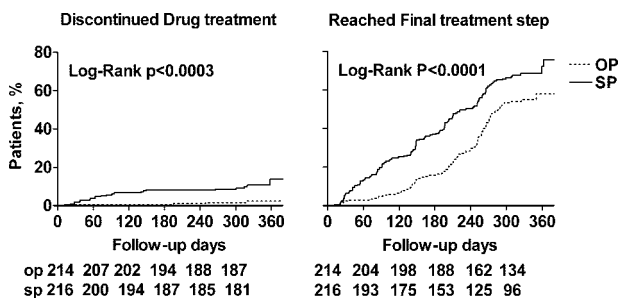 Discontinued Drug treatment
Reached Final treatment step
80
60
40
20
0
Patients, %
Log-Rank p<0.0003
Log-Rank P<0.0001
OP
SP
0 60 120 180 240 300 360
0 60 120 180 240 300 360
Follow-up days
Follow-up days
op 214 207 202 194 188 187
sp 216 200 194 187 185 181
214 204 198 188 162 134
216 193 175 153 125 96